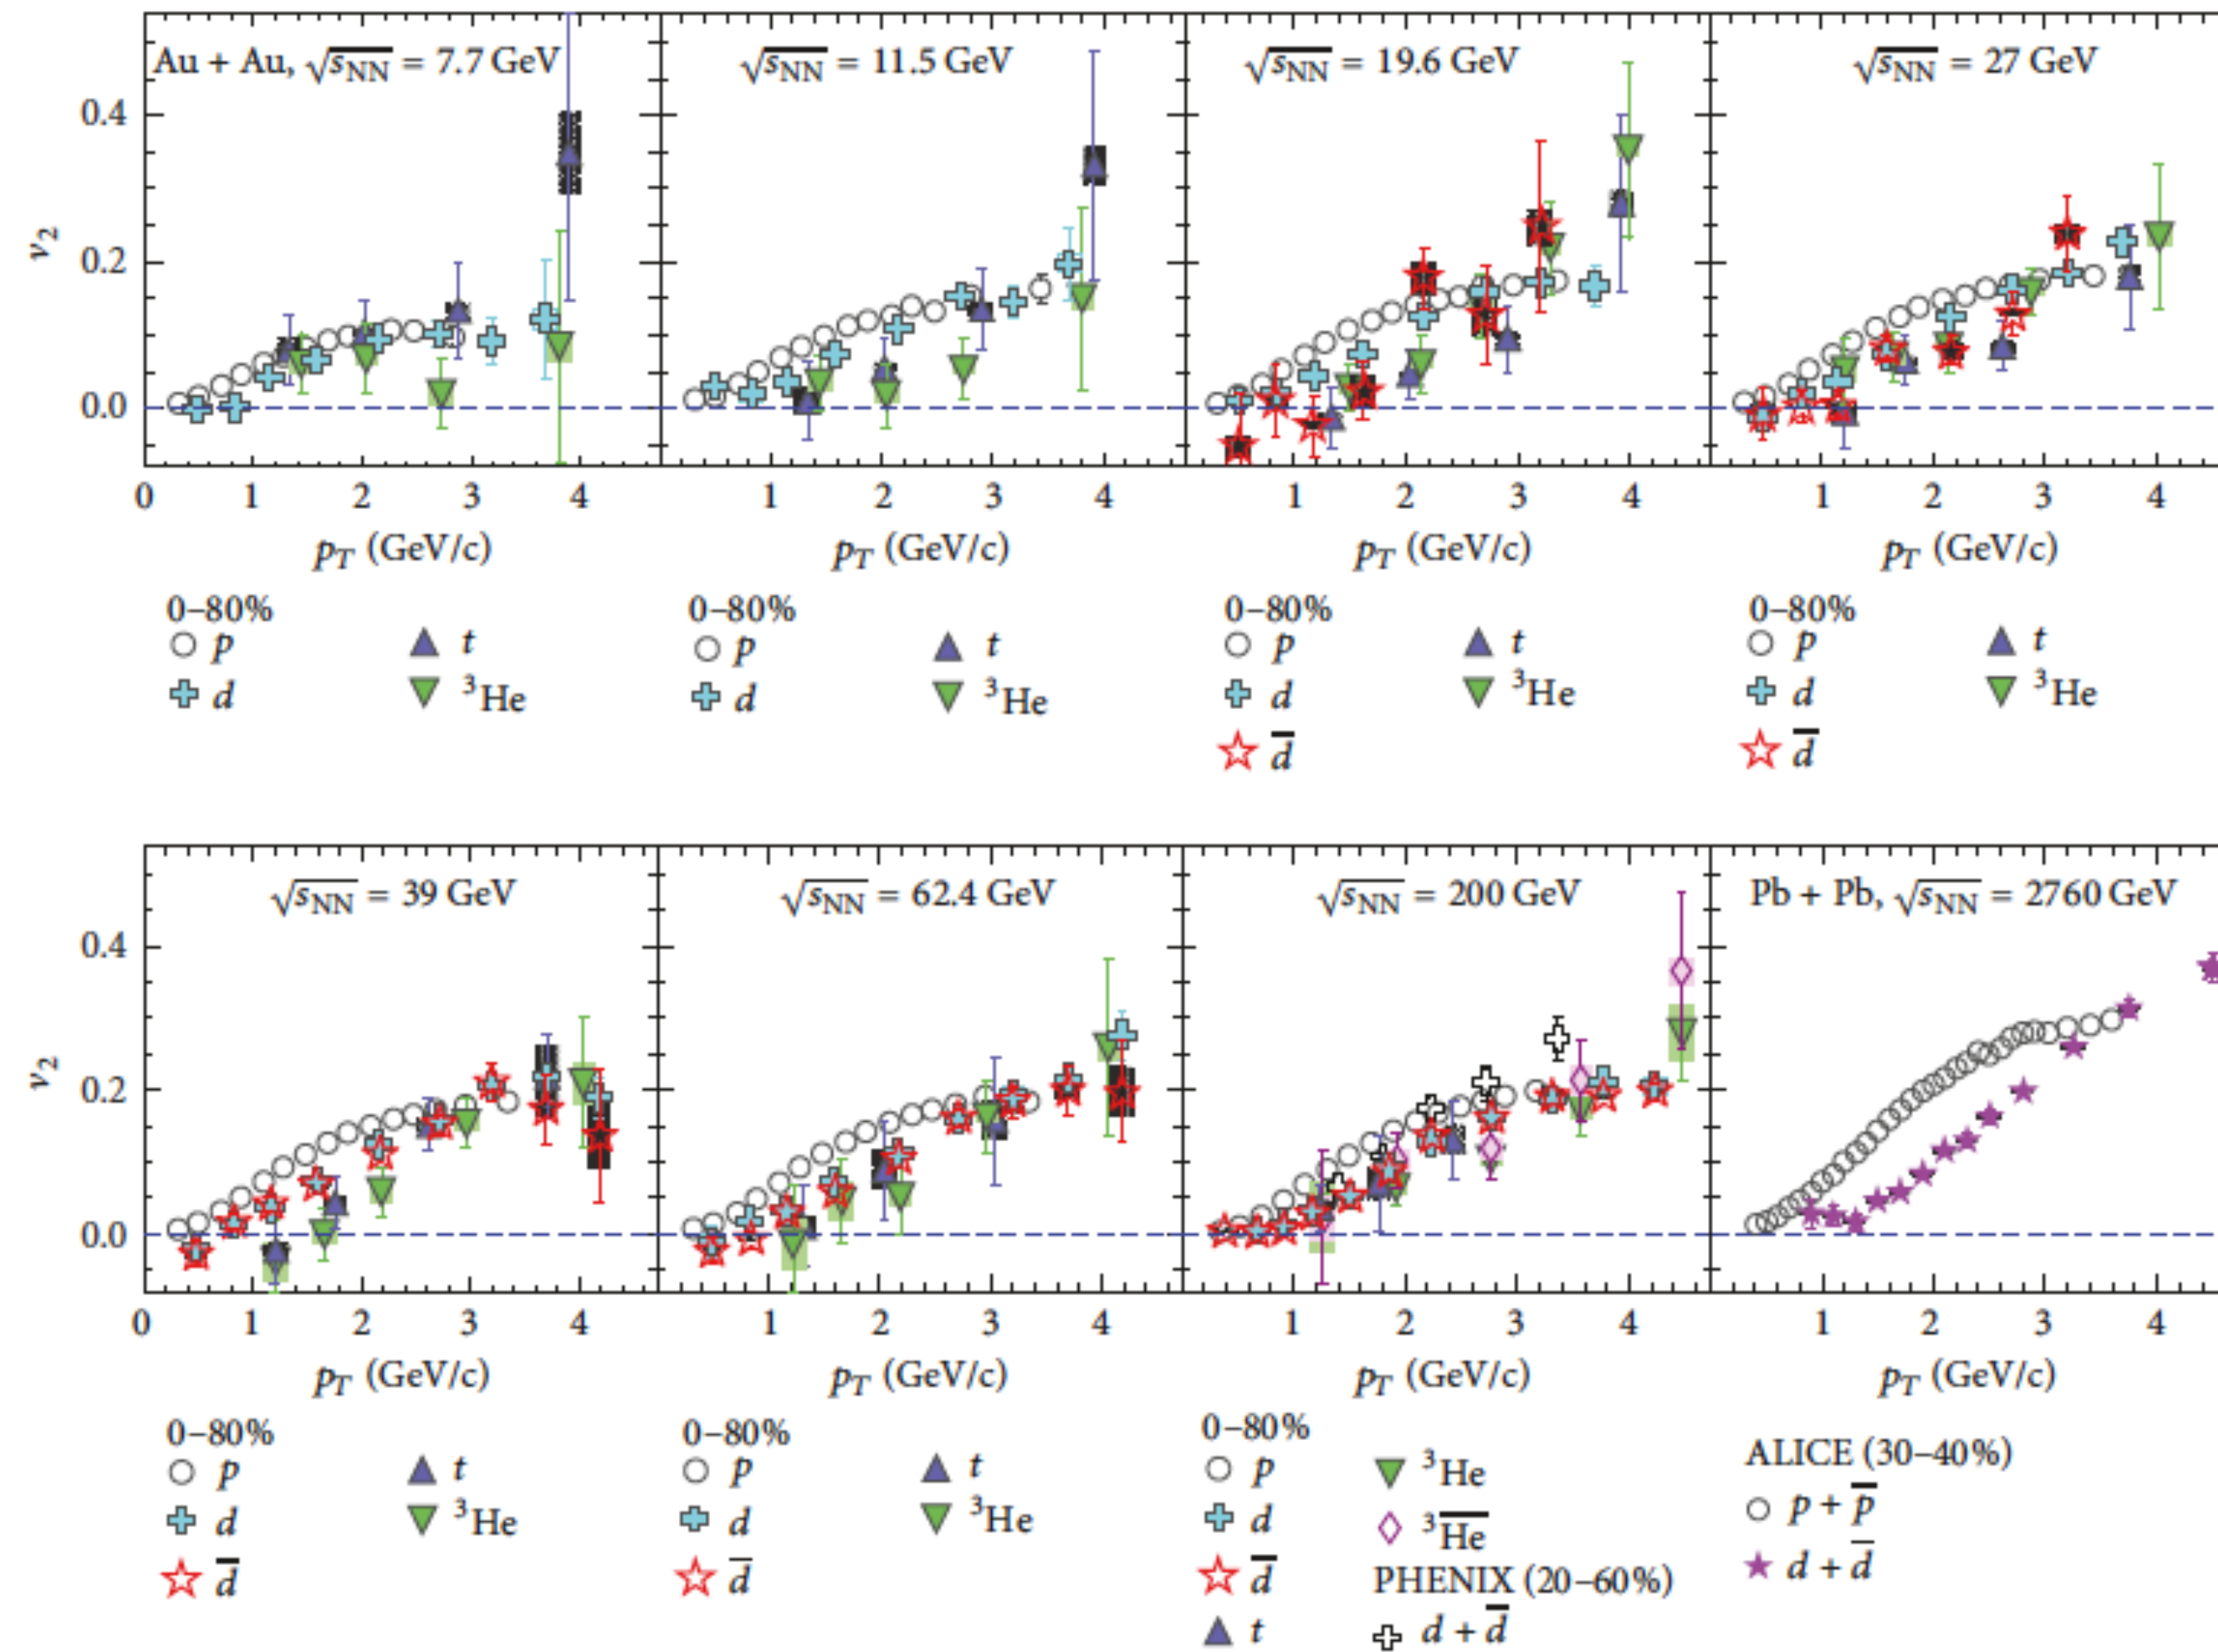 Au + Au, √sNN = 7.7 GeV
√sNN = 11.5 GeV
√sNN = 19.6 GeV
√sNN = 27 GeV
v2
0.4
0.2
0.0
0 1 2 3 4
1 2 3 4
1 2 3 4
1 2 3 4
pT (GeV/c)
pT (GeV/c)
pT (GeV/c)
pT (GeV/c)
0–80%
p
d
t
³He
0–80%
p
d
t
³He
0–80%
p
d
d̅
t
³He
0–80%
p
d
d̅
t
³He
√sNN = 39 GeV
√sNN = 62.4 GeV
√sNN = 200 GeV
Pb + Pb, √sNN = 2760 GeV
v2
0.4
0.2
0.0
0 1 2 3 4
1 2 3 4
1 2 3 4
1 2 3 4
pT (GeV/c)
pT (GeV/c)
pT (GeV/c)
pT (GeV/c)
0–80%
p
d
d̅
t
³He
0–80%
p
d
d̅
t
³He
0–80%
p
d
d̅
t
³He
³H̅e̅
PHENIX (20–60%)
d + d̅
ALICE (30–40%)
p + p̅
d + d̅